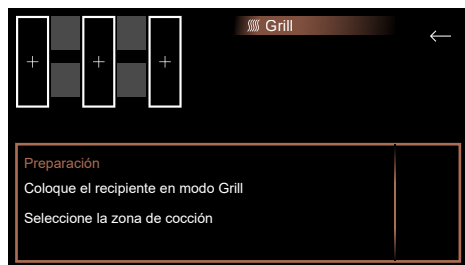 Grill
Preparación
Coloque el recipiente en modo Grill
Seleccione la zona de cocción